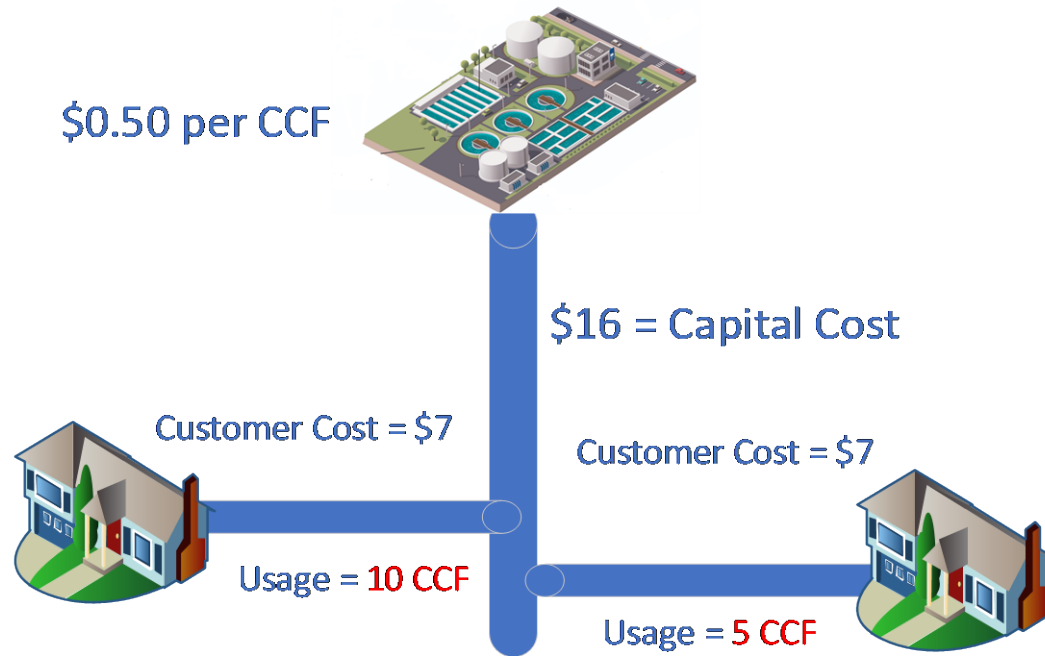 $0.50 per CCF
$16 = Capital Cost
Customer Cost = $7
Customer Cost = $7
Usage = 10 CCF
Usage = 5 CCF